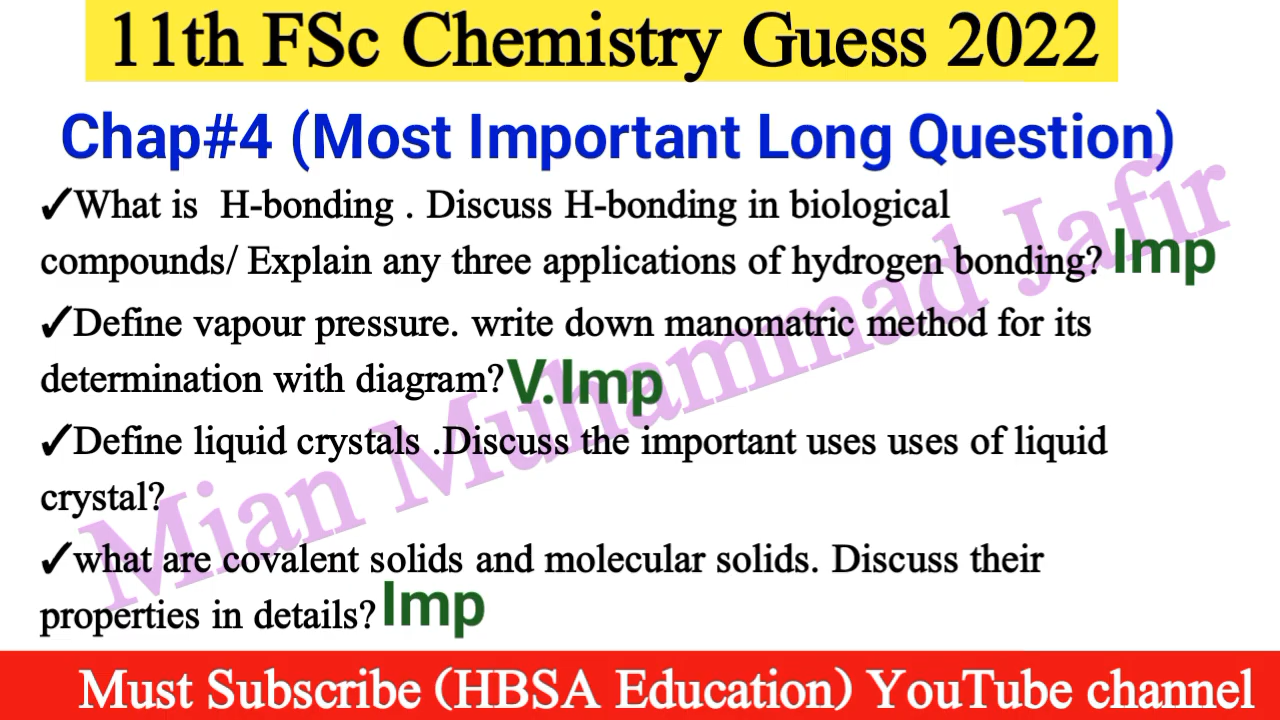 11th FSc Chemistry Guess 2022
Chap#4 (Most Important Long Question)
✓What is H-bonding . Discuss H-bonding in biological
compounds/ Explain any three applications of hydrogen bonding? Imp
✓Define vapour pressure. write down manomatric method for its
determination with diagram? V.Imp
✓Define liquid crystals .Discuss the important uses uses of liquid
crystal?
✓what are covalent solids and molecular solids. Discuss their
properties in details? Imp
Mian Muhammad Jafir
Must Subscribe (HBSA Education) YouTube channel